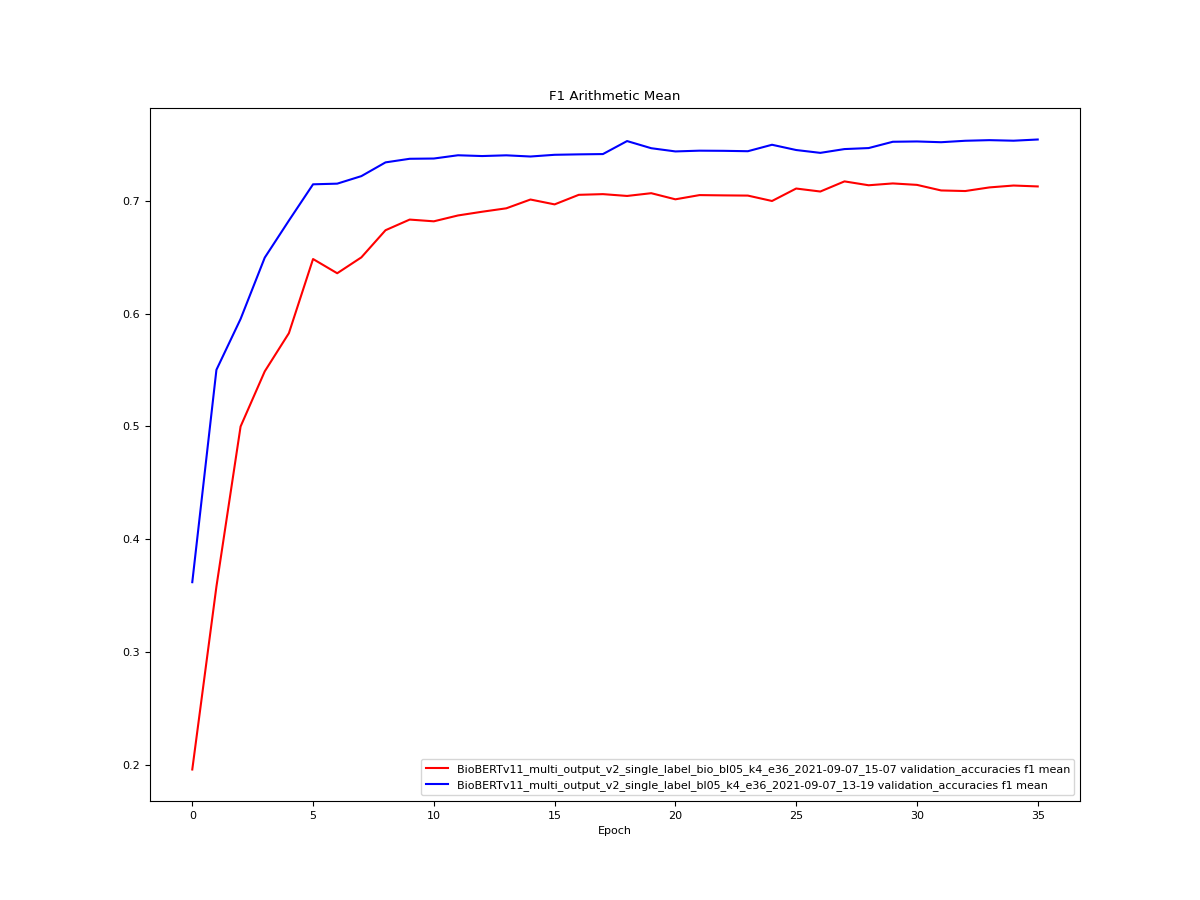 F1 Arithmetic Mean
0.7
0.6
0.5
0.4
0.3
0.2
BioBERTv11_multi_output_v2_single_label_bio_bl05_k4_e36_2021-09-07_15-07 validation_accuracies f1 mean
BioBERTv11_multi_output_v2_single_label_bl05_k4_e36_2021-09-07_13-19 validation_accuracies f1 mean
0 5 10 15 20 25 30 35
Epoch